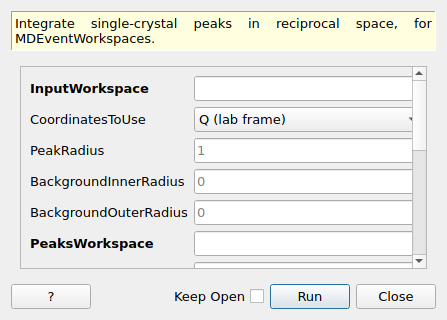 Integrate single-crystal peaks in reciprocal space, for
MDEventWorkspaces.
InputWorkspace
CoordinatesToUse Q (lab frame)
PeakRadius 1
BackgroundInnerRadius 0
BackgroundOuterRadius 0
PeaksWorkspace
? Keep Open Run Close